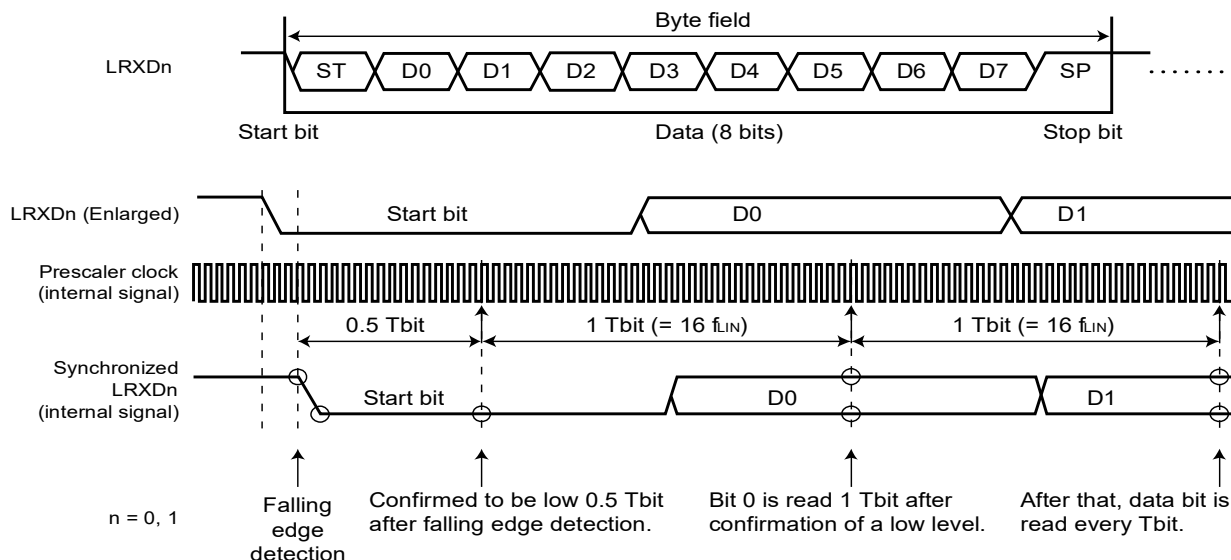 Byte field
LRXDn
ST D0 D1 D2 D3 D4 D5 D6 D7 SP
Start bit Data (8 bits) Stop bit
LRXDn (Enlarged)
Start bit D0 D1
Prescaler clock
(internal signal)
0.5 Tbit 1 Tbit (= 16 fLIN) 1 Tbit (= 16 fLIN)
Synchronized
LRXDn
(internal signal)
Start bit D0 D1
n = 0, 1
Falling
edge
detection
Confirmed to be low 0.5 Tbit
after falling edge detection.
Bit 0 is read 1 Tbit after
confirmation of a low level.
After that, data bit is
read every Tbit.